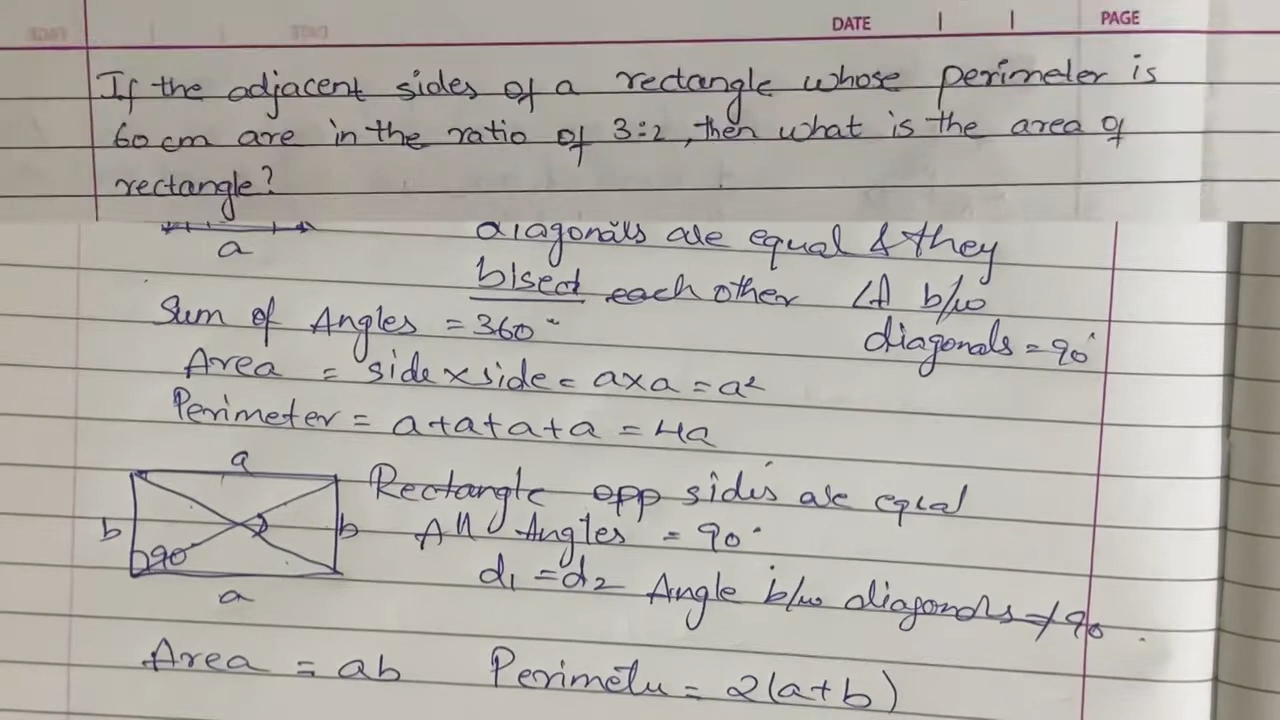 DATE PAGE
If the adjacent sides of a rectangle whose perimeter is
60 cm are in the ratio of 3:2, then what is the area of
rectangle?
a
diagonals are equal & they
bisect each other
Sum of Angles = 360°
b/w
diagonals = 90°
Area = side x side = a x a = a²
Perimeter = a+a+a+a = 4a
a
Rectangle opp sides are equal
b
b
All Angles = 90°
90
d₁ = d₂ Angle b/w diagonals ≠ 90
a
Area = ab Perimeter = 2(a+b)